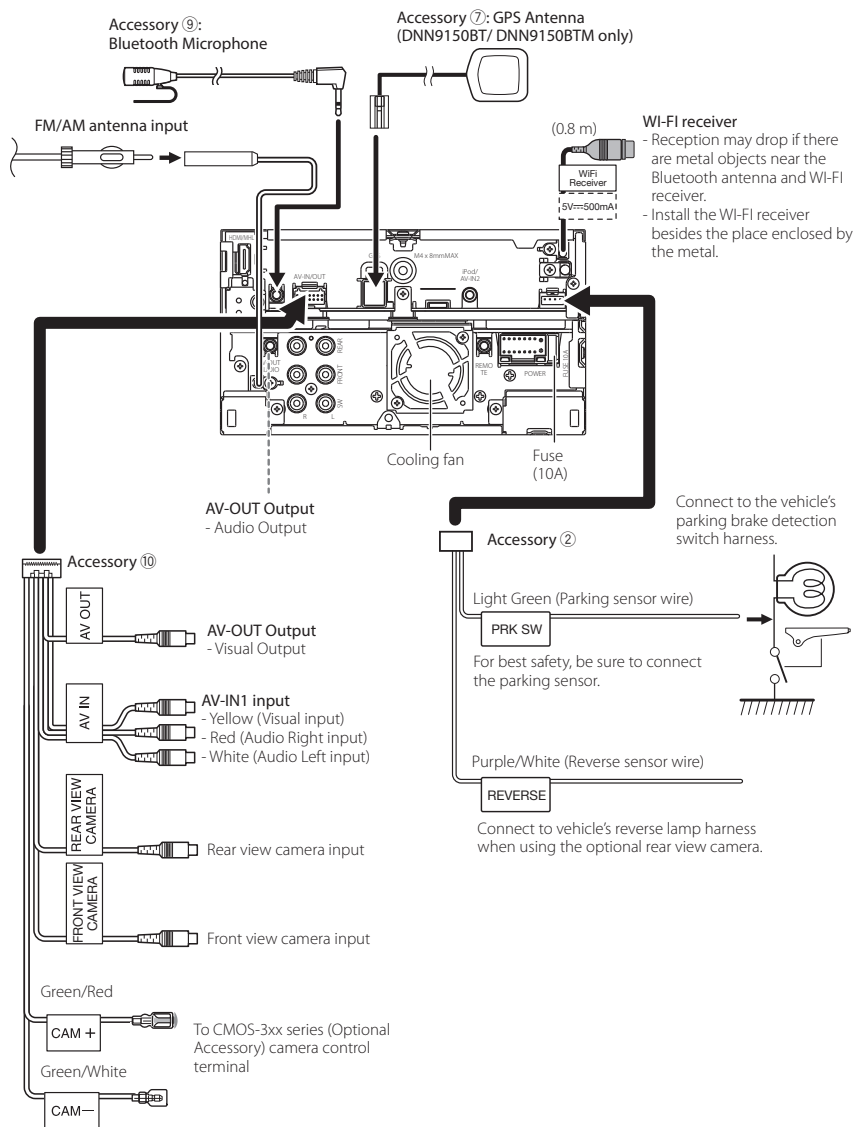 Accessory ⑨:
Bluetooth Microphone
Accessory ⑦: GPS Antenna
(DNN9150BT/ DNN9150BTM only)
FM/AM antenna input
(0.8 m)
WiFi
Receiver
5V⎓500mA
WI-FI receiver
- Reception may drop if there
are metal objects near the
Bluetooth antenna and WI-FI
receiver.
- Install the WI-FI receiver
besides the place enclosed by
the metal.
HDMI/MHL
AV-IN/OUT
M4 x 8mmMAX
iPod/
AV-IN2
REAR
FRONT
SW
R
L
REMO
TE
POWER
FUSE 10A
Cooling fan
Fuse
(10A)
AV-OUT Output
- Audio Output
Accessory ⑩
AV OUT
AV-OUT Output
- Visual Output
AV IN
AV-IN1 input
- Yellow (Visual input)
- Red (Audio Right input)
- White (Audio Left input)
REAR VIEW
CAMERA
Rear view camera input
FRONT VIEW
CAMERA
Front view camera input
Green/Red
CAM +
To CMOS-3xx series (Optional
Accessory) camera control
terminal
Green/White
CAM—
Accessory ②
Connect to the vehicle's
parking brake detection
switch harness.
Light Green (Parking sensor wire)
PRK SW
For best safety, be sure to connect
the parking sensor.
Purple/White (Reverse sensor wire)
REVERSE
Connect to vehicle's reverse lamp harness
when using the optional rear view camera.